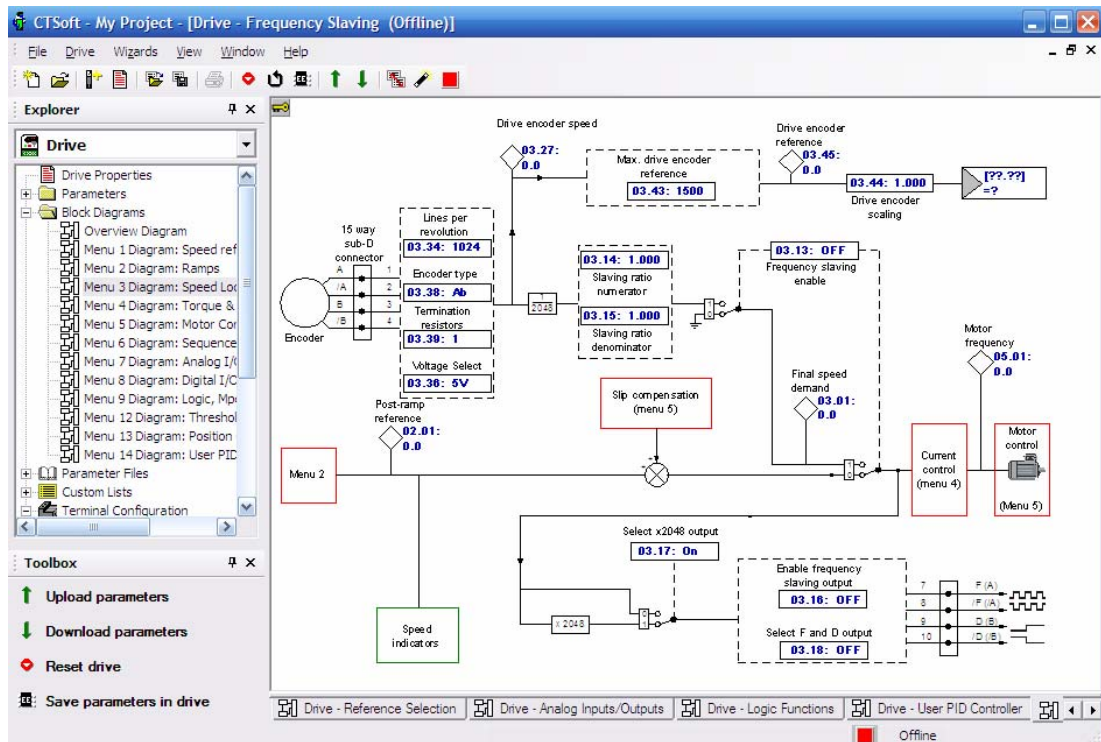 CTSoft - My Project - [Drive - Frequency Slaving (Offline)]
File Drive Wizards View Window Help
Explorer
Drive
Drive Properties
Parameters
Block Diagrams
Overview Diagram
Menu 1 Diagram: Speed ref
Menu 2 Diagram: Ramps
Menu 3 Diagram: Speed Loo
Menu 4 Diagram: Torque &
Menu 5 Diagram: Motor Cor
Menu 6 Diagram: Sequence
Menu 7 Diagram: Analog I/O
Menu 8 Diagram: Digital I/O
Menu 9 Diagram: Logic, Mp
Menu 12 Diagram: Threshol
Menu 13 Diagram: Position
Menu 14 Diagram: User PID
Parameter Files
Custom Lists
Terminal Configuration
Toolbox
Upload parameters
Download parameters
Reset drive
Save parameters in drive
Drive encoder speed
03.27:
0.0
Max. drive encoder
reference
03.43: 1500
Drive encoder
reference
03.45:
0.0
03.44: 1.000
Drive encoder
scaling
[??.??]
=?
15 way
sub-D
connector
A 1
/A 2
B 3
/B 4
Encoder
Lines per
revolution
03.34: 1024
Encoder type
03.38: Ab
Termination
resistors
03.39: 1
Voltage Select
03.36: 5V
1
2048
03.14: 1.000
Slaving ratio
numerator
03.15: 1.000
Slaving ratio
denominator
1
0
03.13: OFF
Frequency slaving
enable
Motor
frequency
05.01:
0.0
Final speed
demand
03.01:
0.0
Slip compensation
(menu 5)
Post-ramp
reference
02.01:
0.0
Menu 2
+
+
1
0
Current
control
(menu 4)
Motor
control
(Menu 5)
Select x2048 output
03.17: On
x 2048
0
1
Enable frequency
slaving output
03.16: OFF
Select F and D output
03.18: OFF
7 F (A)
8 /F (/A)
9 D (B)
10 /D (/B)
Speed
indicators
Drive - Reference Selection
Drive - Analog Inputs/Outputs
Drive - Logic Functions
Drive - User PID Controller
Offline